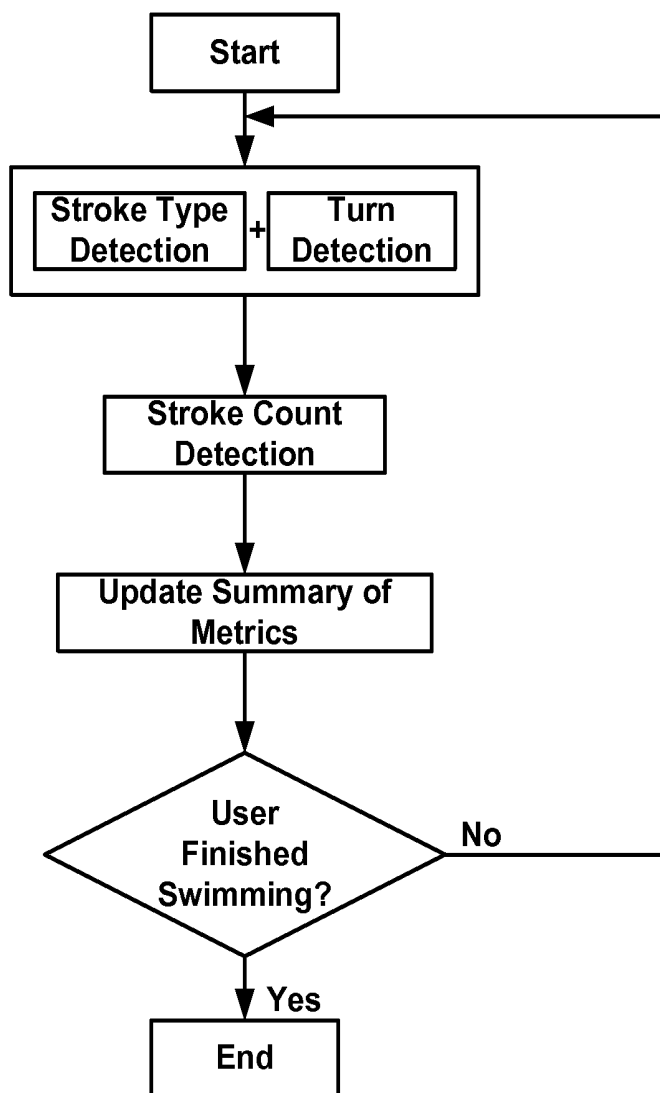 Start
Stroke Type
Detection
+
Turn
Detection
Stroke Count
Detection
Update Summary of
Metrics
User
Finished
Swimming?
No
Yes
End